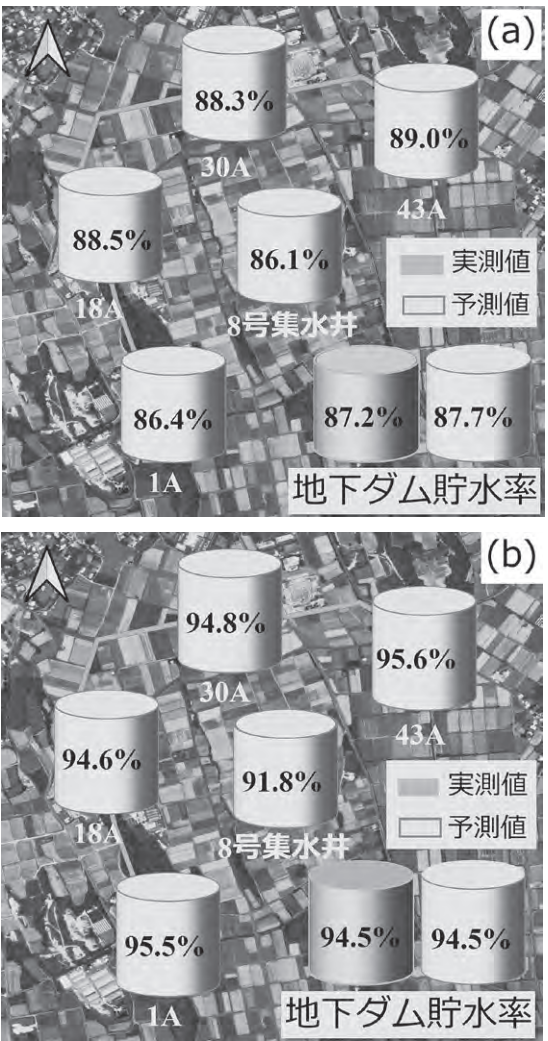 (a)
88.3%
30A
89.0%
43A
88.5%
18A
86.1%
8号集水井
実測値
予測値
86.4%
1A
87.2%
87.7%
地下ダム貯水率
(b)
94.8%
30A
95.6%
43A
94.6%
18A
91.8%
8号集水井
実測値
予測値
95.5%
1A
94.5%
94.5%
地下ダム貯水率